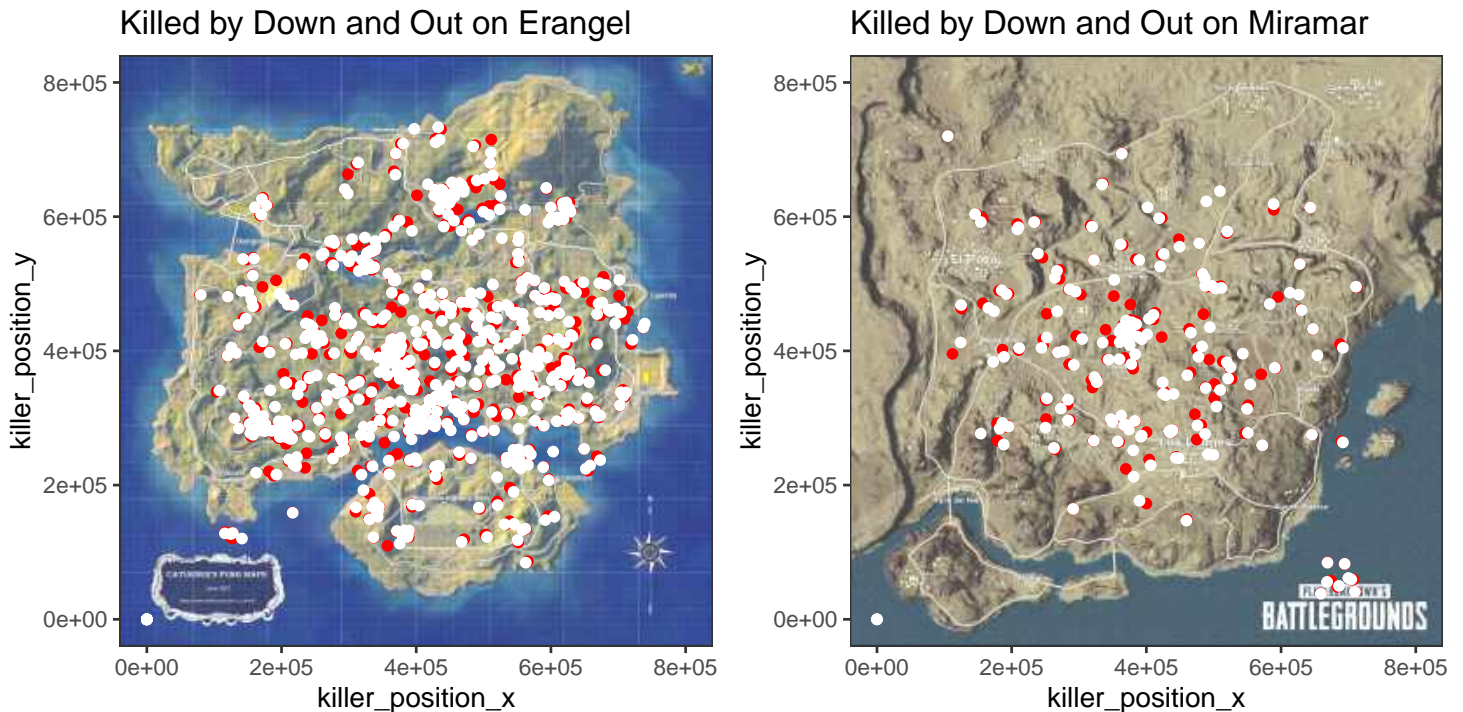 Killed by Down and Out on Erangel
killer_position_y
8e+05
6e+05
4e+05
2e+05
0e+00
0e+00
2e+05
4e+05
6e+05
8e+05
killer_position_x
Killed by Down and Out on Miramar
killer_position_y
8e+05
6e+05
4e+05
2e+05
0e+00
BATTLEGROUNDS
0e+00
2e+05
4e+05
6e+05
8e+05
killer_position_x